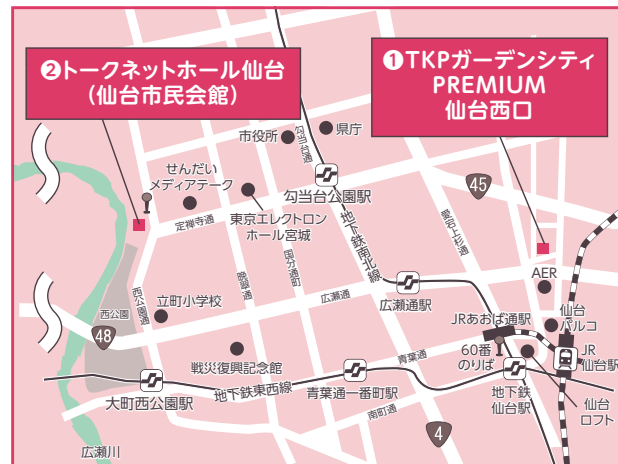 ❷トークネットホール仙台
(仙台市民会館)
❶TKPガーデンシティ
PREMIUM
仙台西口
市役所
県庁
勾当台通
せんだい
メディアテーク
勾当台公園駅
45
定禅寺通
東京エレクトロン
ホール宮城
地下鉄南北線
愛宕上杉通
国分町通
晩翠通
AER
西公園
西公園通
立町小学校
広瀬通
広瀬通駅
仙台
パルコ
JRあおば通駅
48
戦災復興記念館
青葉通
60番
のりば
JR
仙台駅
大町西公園駅
地下鉄東西線
青葉通一番町駅
地下鉄
仙台駅
南町通
仙台
ロフト
4
広瀬川